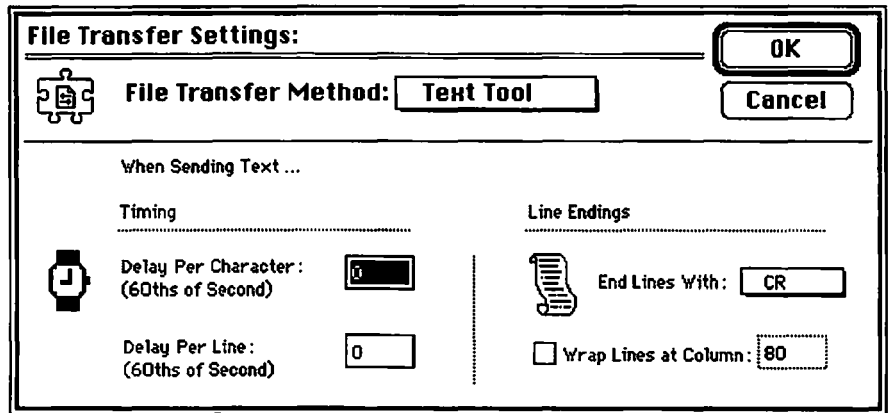 File Transfer Settings:
OK
File Transfer Method: Text Tool
Cancel
When Sending Text ...
Timing
Delay Per Character: 0
(60ths of Second)
Delay Per Line: 0
(60ths of Second)
Line Endings
End Lines With: CR
Wrap Lines at Column: 80